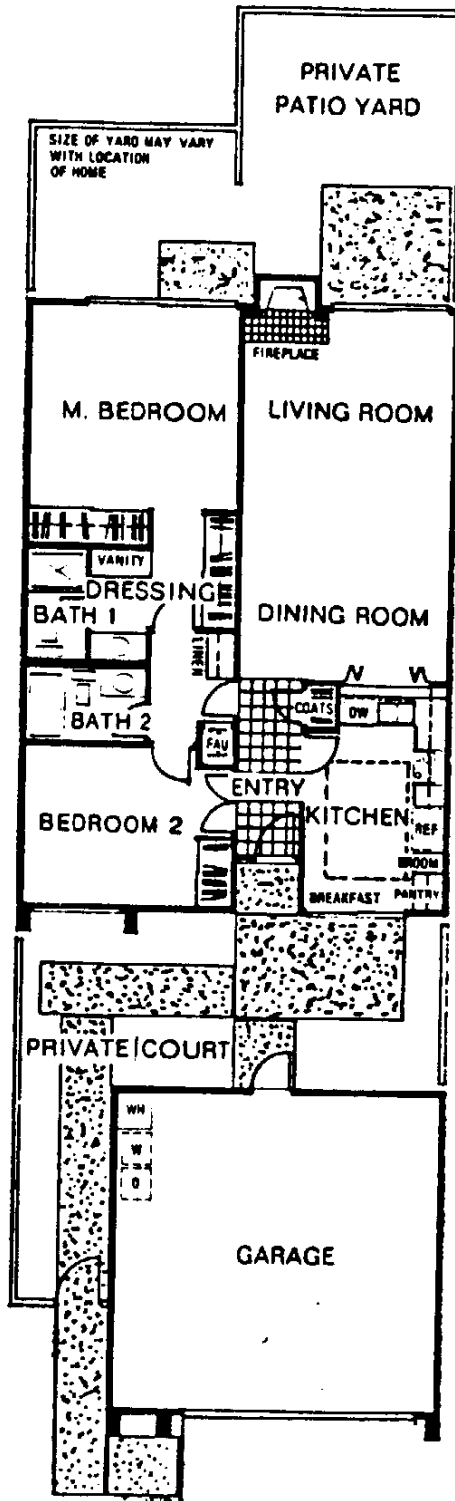 PRIVATE
PATIO YARD
SIZE OF YARD MAY VARY
WITH LOCATION
OF HOME
FIREPLACE
M. BEDROOM
LIVING ROOM
VANITY
DRESSING
BATH 1
DINING ROOM
LINEN
BATH 2
COATS
DW
FAU
ENTRY
KITCHEN
BEDROOM 2
REF
BROOM
BREAKFAST
PANTRY
PRIVATE COURT
WH
W
D
GARAGE